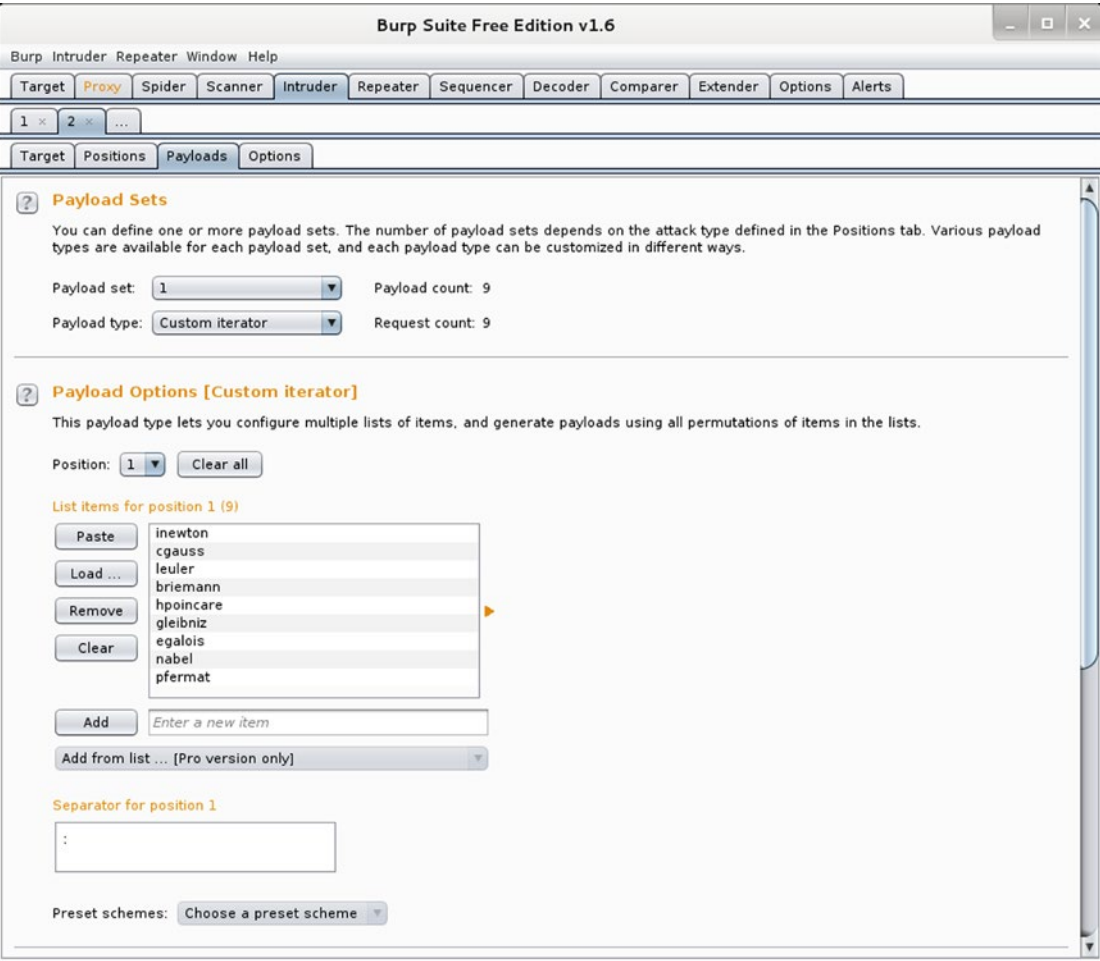 Burp Suite Free Edition v1.6
Burp Intruder Repeater Window Help
Target Proxy Spider Scanner Intruder Repeater Sequencer Decoder Comparer Extender Options Alerts
1 × 2 × ...
Target Positions Payloads Options
? Payload Sets
You can define one or more payload sets. The number of payload sets depends on the attack type defined in the Positions tab. Various payload
types are available for each payload set, and each payload type can be customized in different ways.
Payload set: 1 Payload count: 9
Payload type: Custom iterator Request count: 9
? Payload Options [Custom iterator]
This payload type lets you configure multiple lists of items, and generate payloads using all permutations of items in the lists.
Position: 1 Clear all
List items for position 1 (9)
Paste
Load ...
Remove
Clear
inewton
cgauss
leuler
briemann
hpoincare
gleibniz
egalois
nabel
pfermat
Add Enter a new item
Add from list ... [Pro version only]
Separator for position 1
:
Preset schemes: Choose a preset scheme